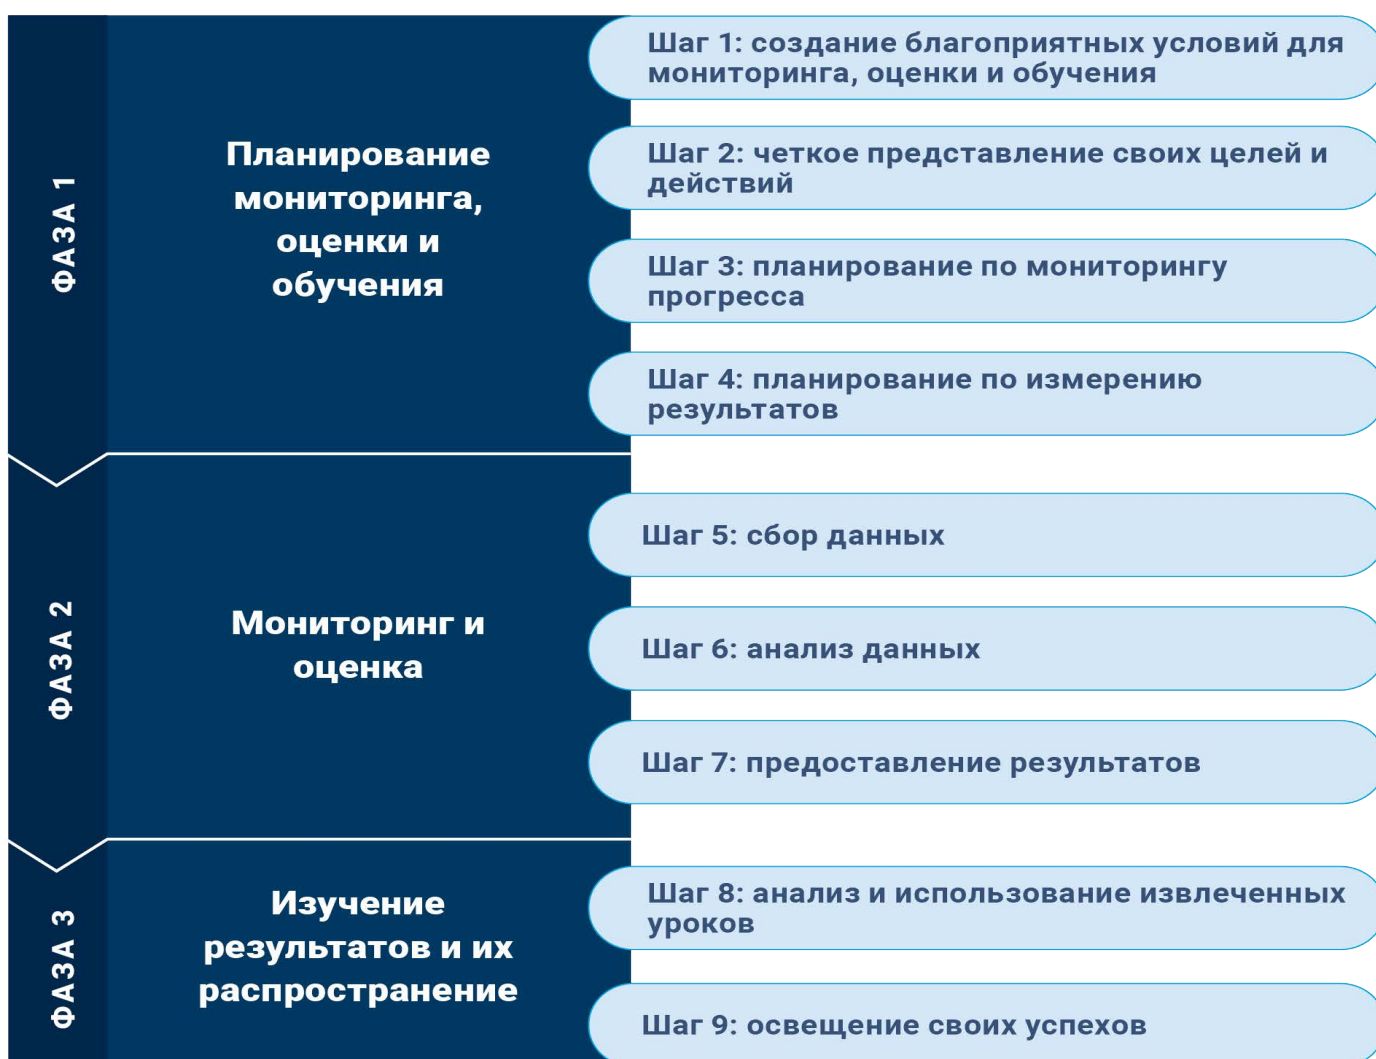 ФАЗА 1
Планирование
мониторинга,
оценки и
обучения
Шаг 1: создание благоприятных условий для
мониторинга, оценки и обучения
Шаг 2: четкое представление своих целей и
действий
Шаг 3: планирование по мониторингу
прогресса
Шаг 4: планирование по измерению
результатов
ФАЗА 2
Мониторинг и
оценка
Шаг 5: сбор данных
Шаг 6: анализ данных
Шаг 7: предоставление результатов
ФАЗА 3
Изучение
результатов и их
распространение
Шаг 8: анализ и использование извлеченных
уроков
Шаг 9: освещение своих успехов